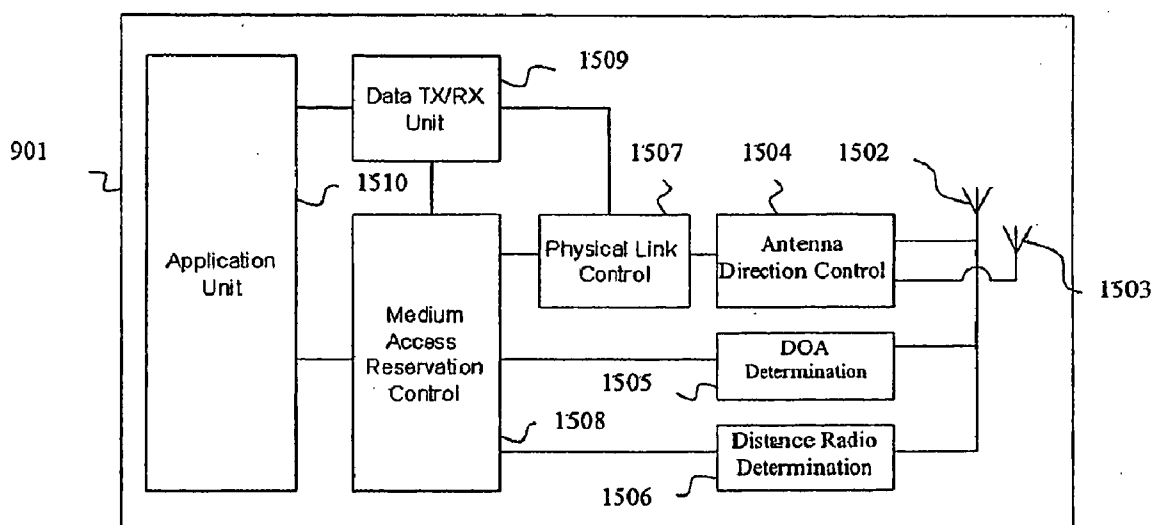 1509
Data TX/RX
Unit
901
1507
1504
1502
1510
Application
Unit
Physical Link
Control
Antenna
Direction Control
1503
Medium
Access
Reservation
Control
DOA
Determination
1505
1508
Distance Radio
Determination
1506